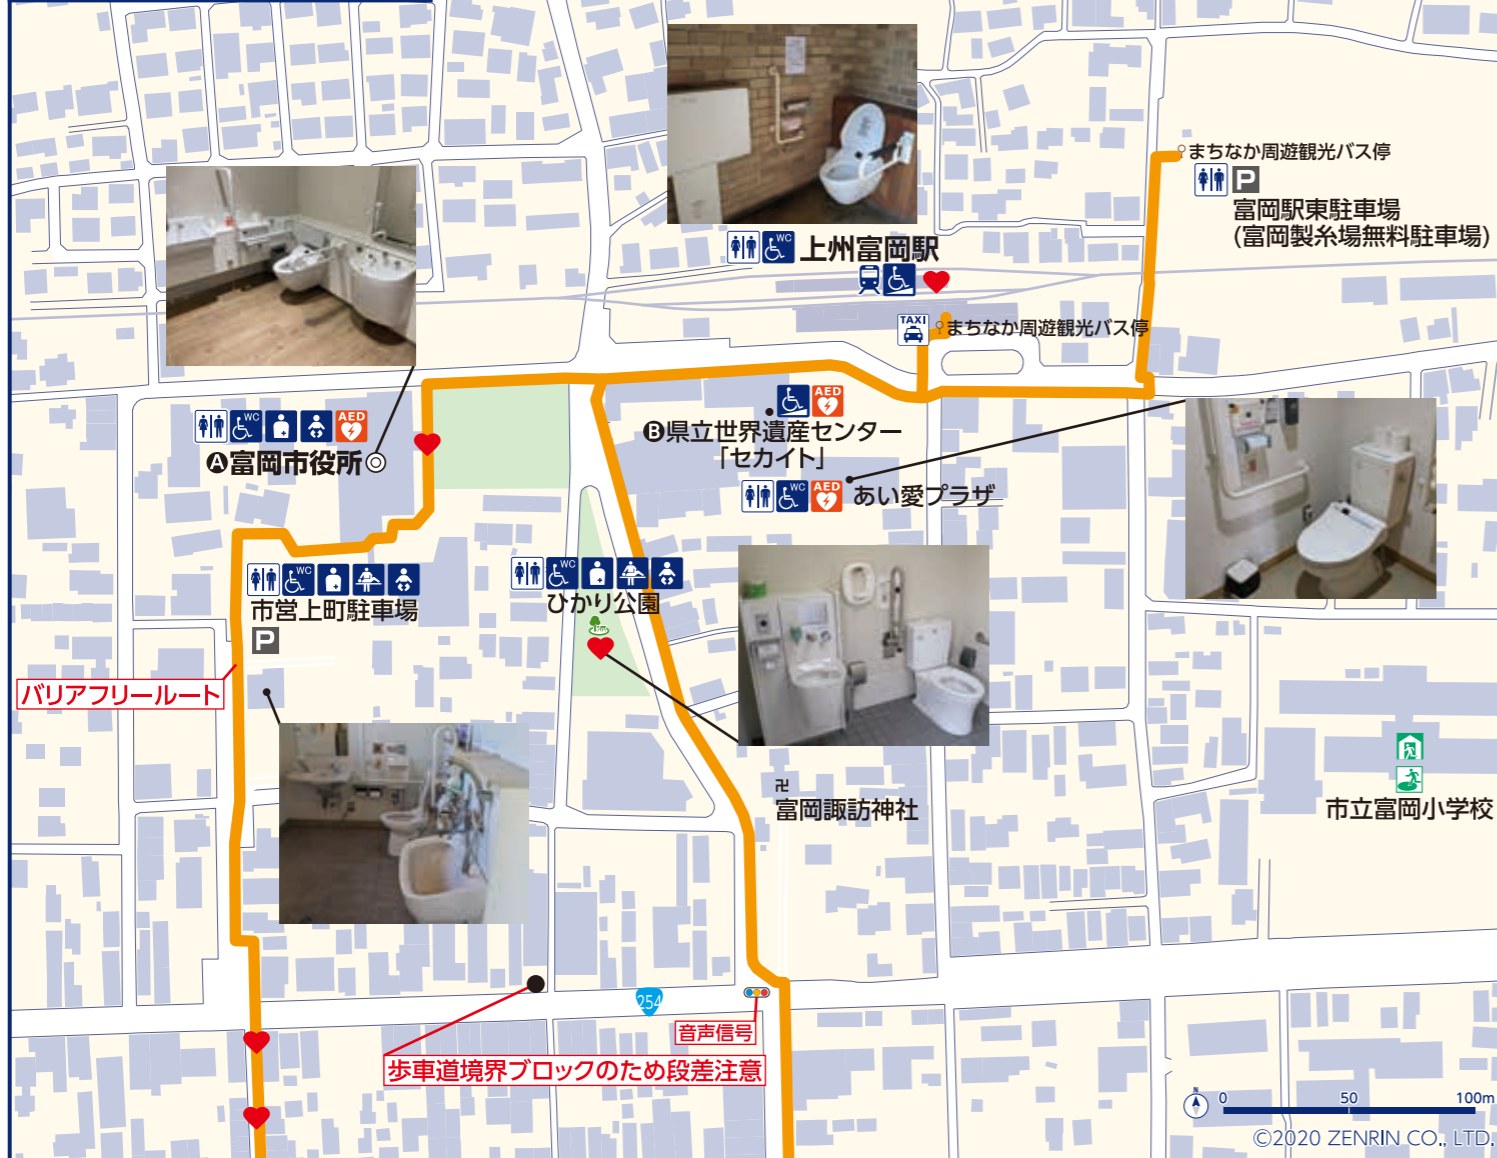 まちなか周遊観光バス停
P
富岡駅東駐車場
(富岡製糸場無料駐車場)
WC
上州富岡駅
TAXI
まちなか周遊観光バス停
WC
AED
A富岡市役所
AED
B県立世界遺産センター
「セカイト」
WC
AED
あい愛プラザ
WC
市営上町駐車場
P
WC
ひかり公園
バリアフリールート
卍
富岡諏訪神社
市立富岡小学校
254
音声信号
歩車道境界ブロックのため段差注意
N
0 50 100m
©2020 ZENRIN CO., LTD.